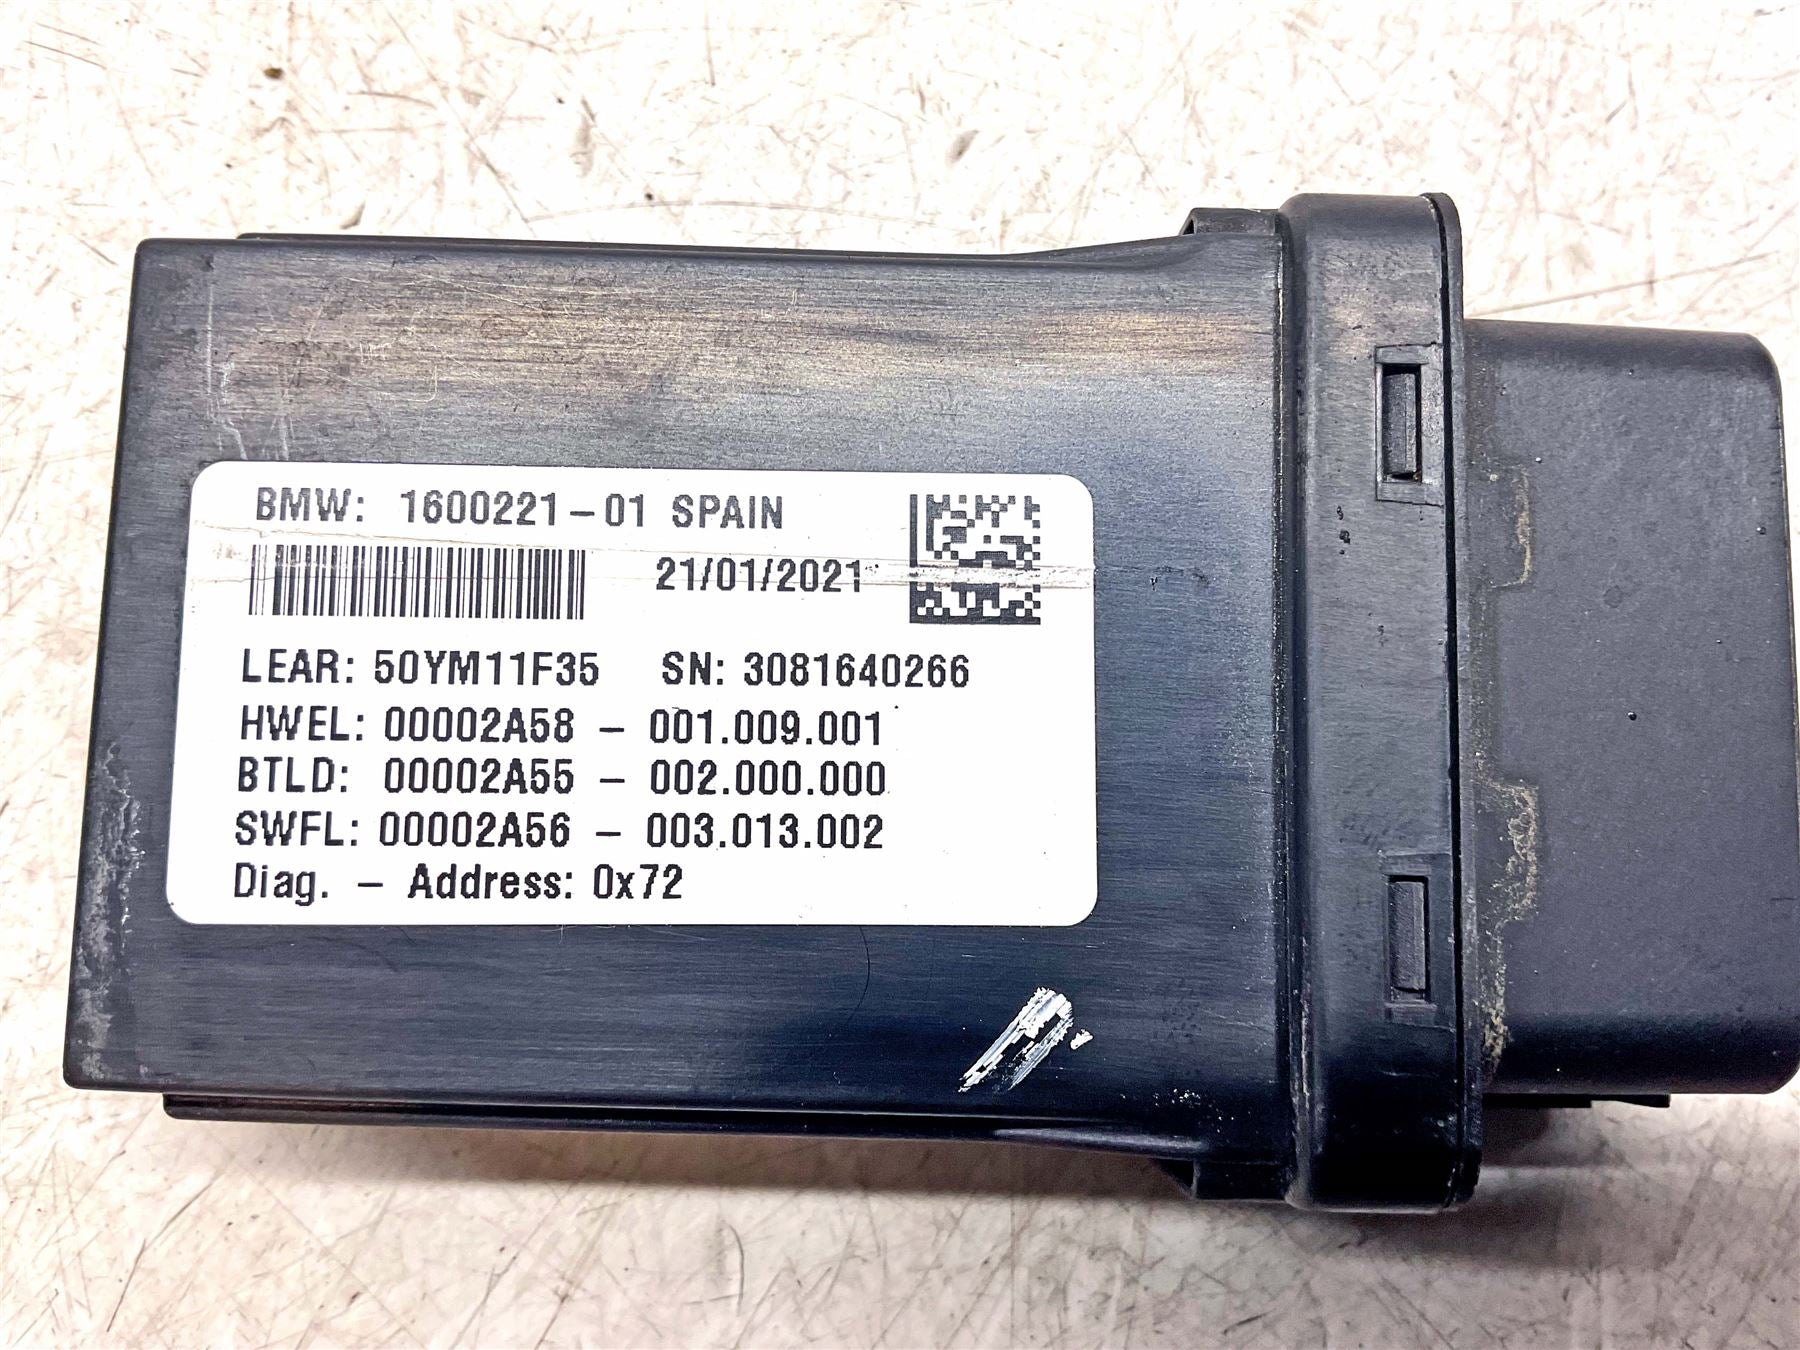 BMW: 1600221-01 SPAIN
21/01/2021
LEAR: 50YM11F35 SN: 3081640266
HWEL: 00002A58 - 001.009.001
BTLD: 00002A55 - 002.000.000
SWFL: 00002A56 - 003.013.002
Diag. - Address: 0x72